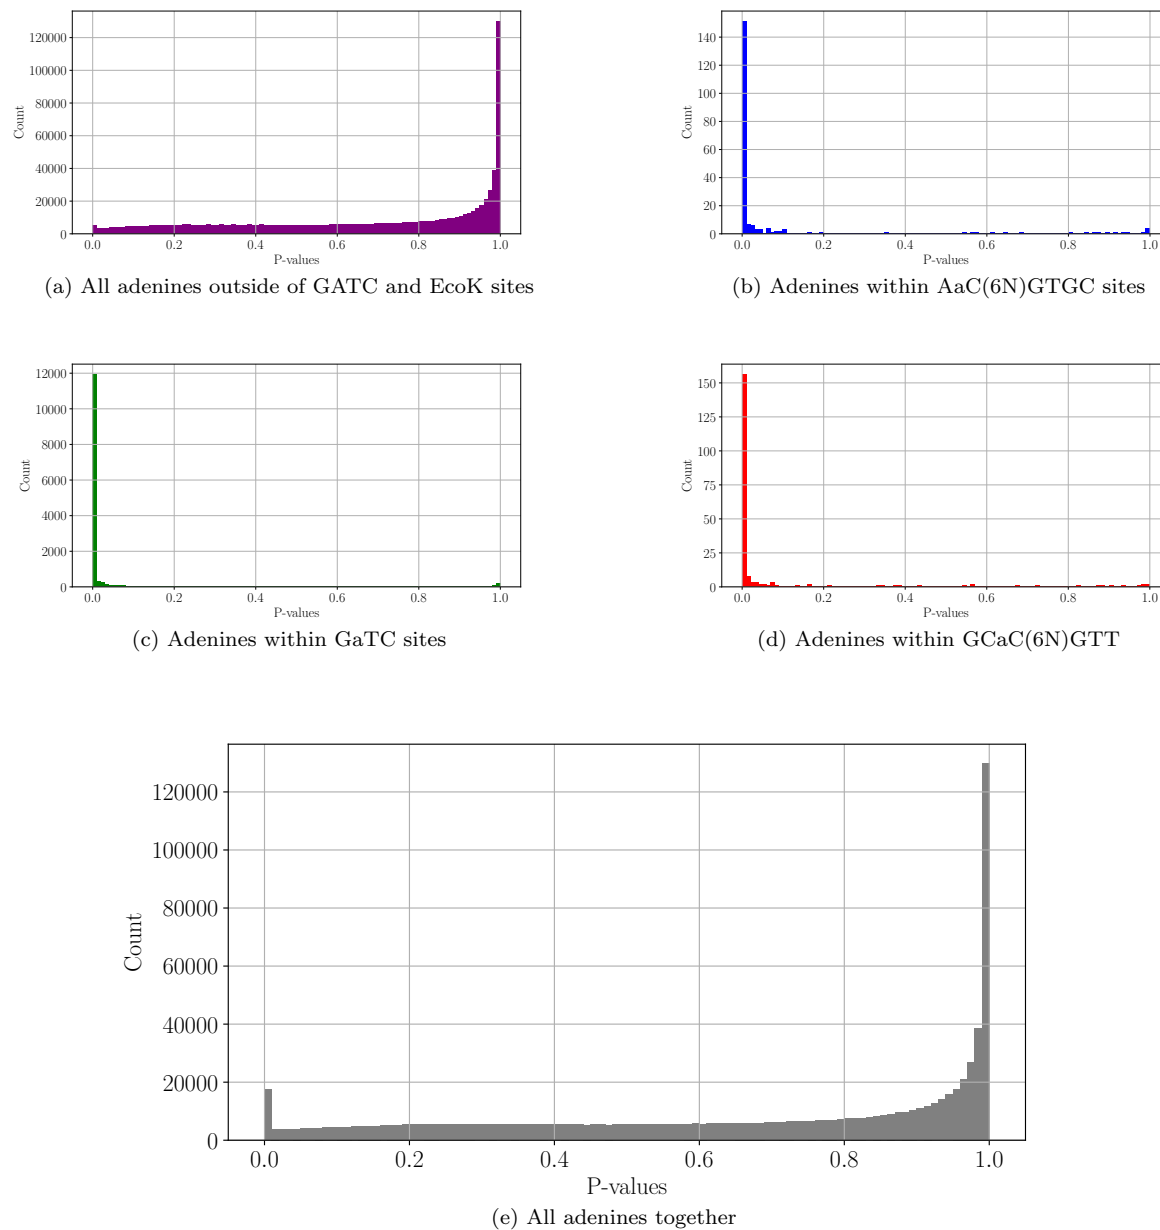 120000
100000
80000
60000
40000
20000
0
Count
0.0 0.2 0.4 0.6 0.8 1.0
P-values
(a) All adenines outside of GATC and EcoK sites
140
120
100
80
60
40
20
0
Count
0.0 0.2 0.4 0.6 0.8 1.0
P-values
(b) Adenines within AaC(6N)GTGC sites
12000
10000
8000
6000
4000
2000
0
Count
0.0 0.2 0.4 0.6 0.8 1.0
P-values
(c) Adenines within GaTC sites
150
125
100
75
50
25
0
Count
0.0 0.2 0.4 0.6 0.8 1.0
P-values
(d) Adenines within GCaC(6N)GTT
120000
100000
80000
60000
40000
20000
0
Count
0.0 0.2 0.4 0.6 0.8 1.0
P-values
(e) All adenines together